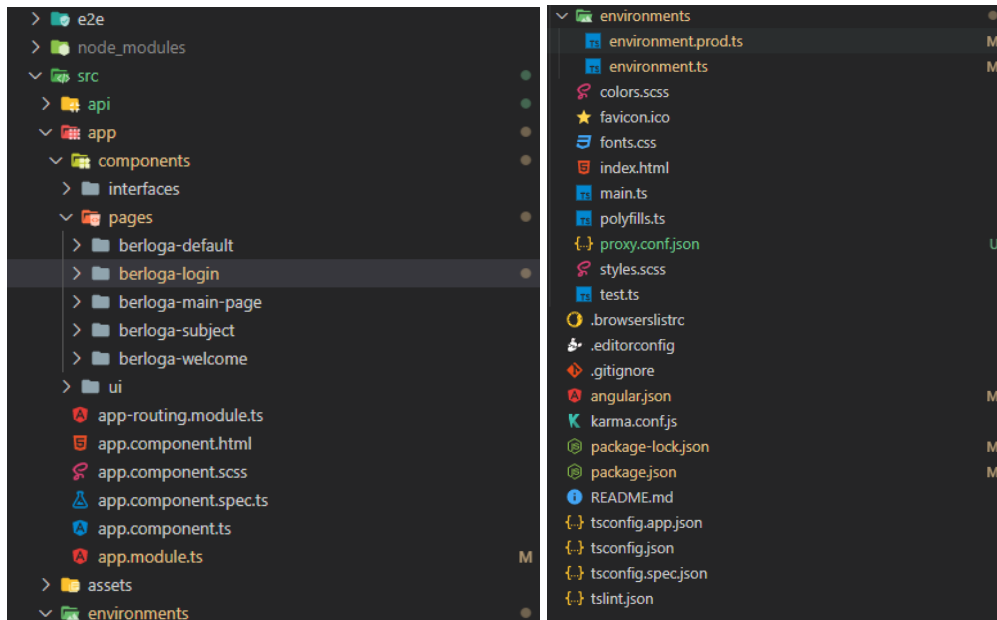 e2e
node_modules
src
api
app
components
interfaces
pages
berloga-default
berloga-login
berloga-main-page
berloga-subject
berloga-welcome
ui
app-routing.module.ts
app.component.html
app.component.scss
app.component.spec.ts
app.component.ts
app.module.ts M
assets
environments
environments
environment.prod.ts M
environment.ts M
colors.scss
favicon.ico
fonts.css
index.html
main.ts
polyfills.ts
proxy.conf.json U
styles.scss
test.ts
.browserslistrc
.editorconfig
.gitignore
angular.json M
karma.conf.js
package-lock.json M
package.json M
README.md
tsconfig.app.json
tsconfig.json
tsconfig.spec.json
tslint.json